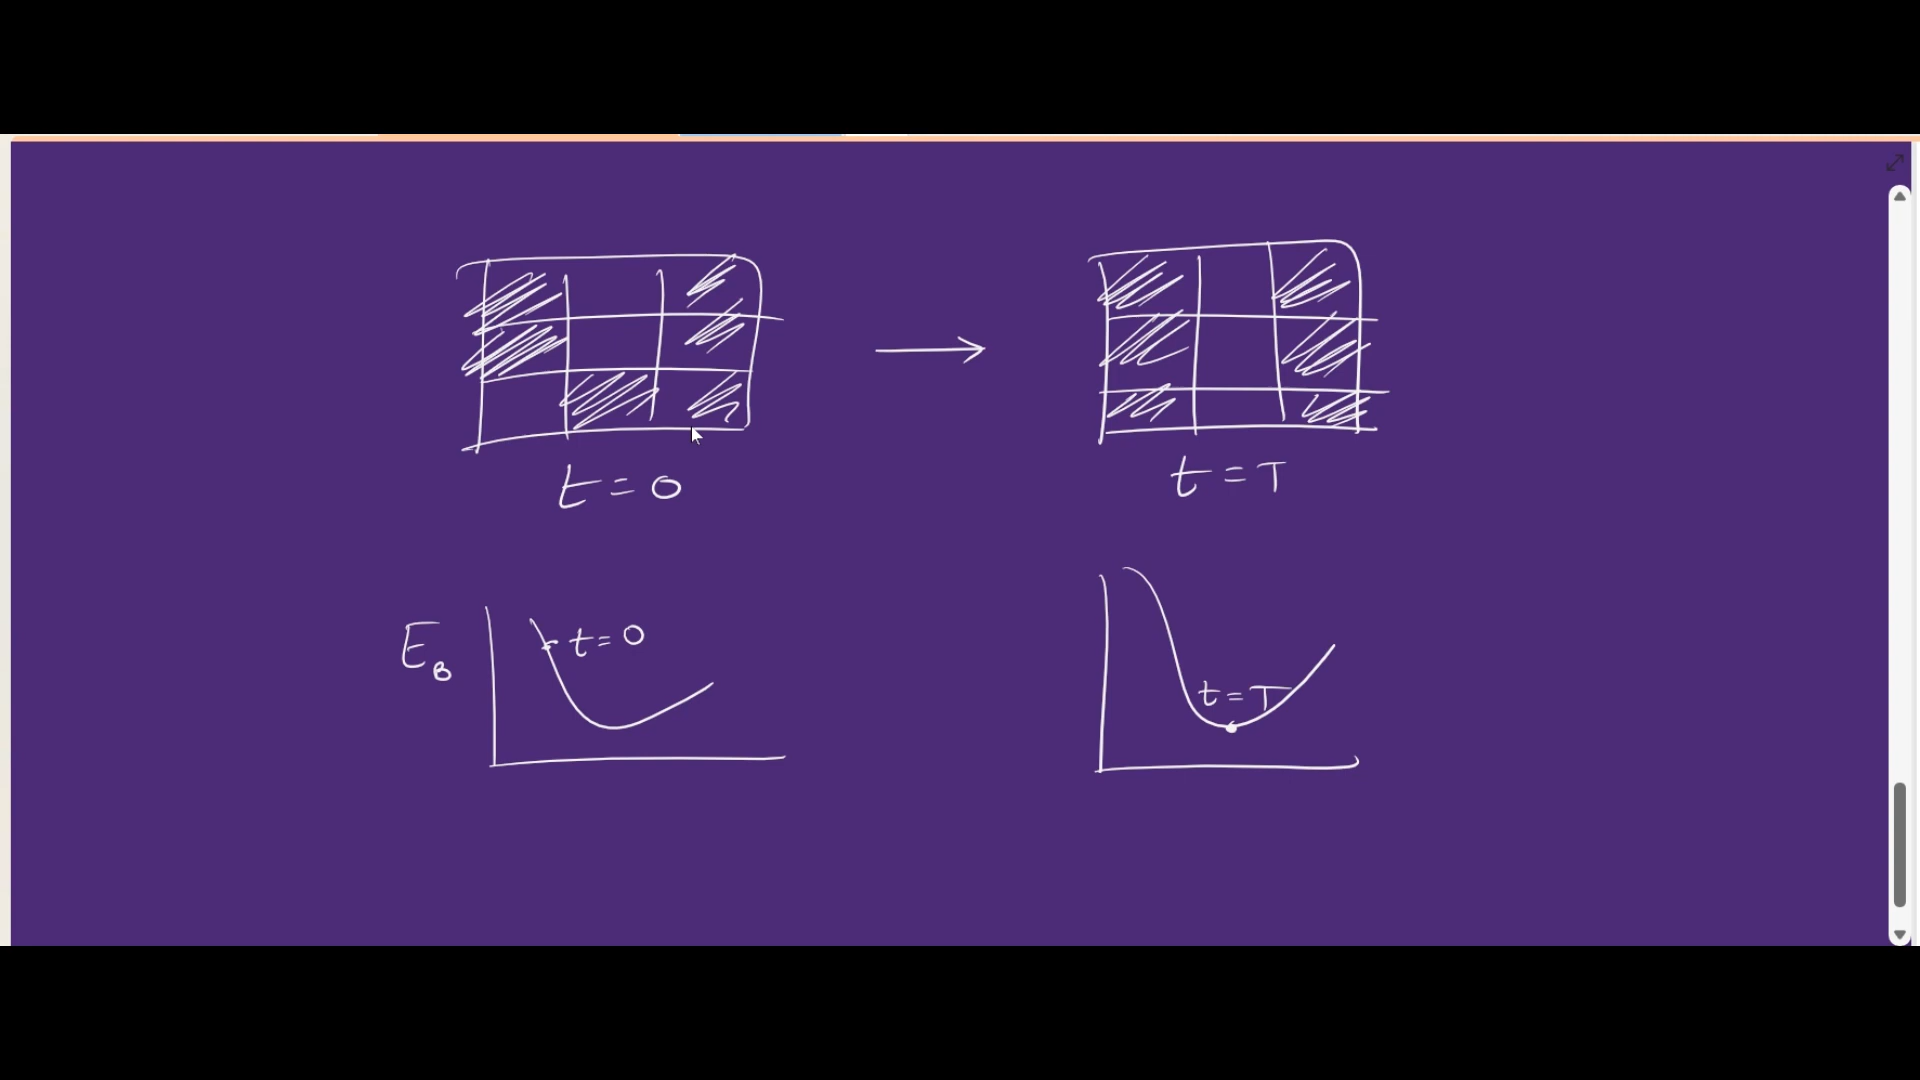 t = 0
t = T
E_B
t = 0
t = T